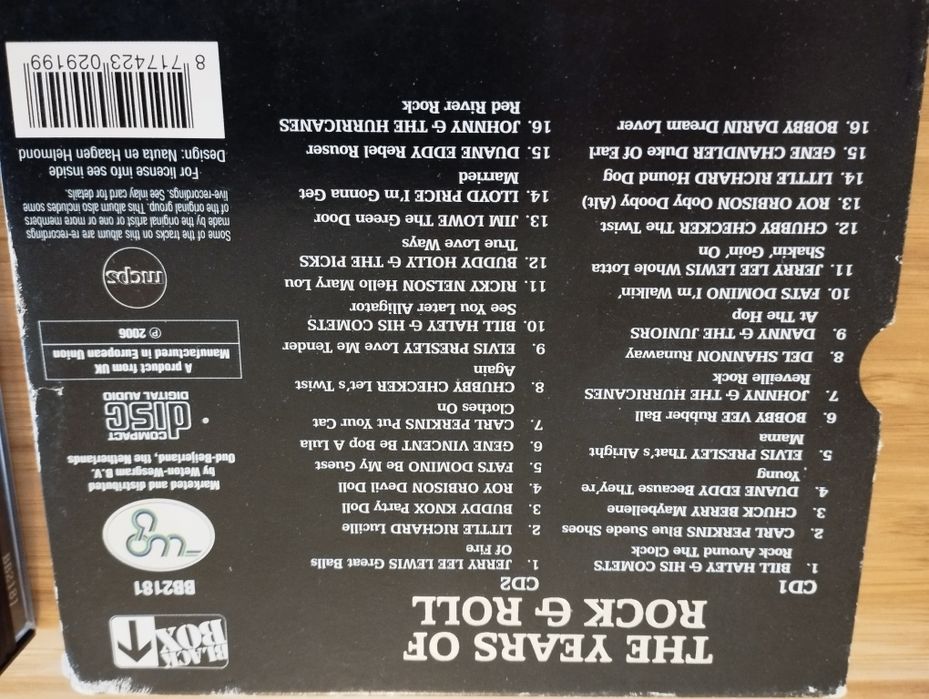 THE YEARS OF
ROCK & ROLL
CD1
1. BILL HALEY & HIS COMETS
Rock Around The Clock
2. CARL PERKINS Blue Suede Shoes
3. CHUCK BERRY Maybellene
4. DUANE EDDY Because They're
Young
5. ELVIS PRESLEY That's Alright
Mama
6. BOBBY VEE Rubber Ball
7. JOHNNY & THE HURRICANES
Reveille Rock
8. DEL SHANNON Runaway
9. DANNY & THE JUNIORS
At The Hop
10. FATS DOMINO I'm Walkin'
11. JERRY LEE LEWIS Whole Lotta
Shakin' Goin' On
12. CHUBBY CHECKER The Twist
13. ROY ORBISON Ooby Dooby (Alt)
14. LITTLE RICHARD Hound Dog
15. GENE CHANDLER Duke Of Earl
16. BOBBY DARIN Dream Lover
CD2
1. JERRY LEE LEWIS Great Balls
Of Fire
2. LITTLE RICHARD Lucille
3. BUDDY KNOX Party Doll
4. ROY ORBISON Devil Doll
5. FATS DOMINO Be My Guest
6. GENE VINCENT Be Bop A Lula
7. CARL PERKINS Put Your Cat
Clothes On
8. CHUBBY CHECKER Let's Twist
Again
9. ELVIS PRESLEY Love Me Tender
10. BILL HALEY & HIS COMETS
See You Later Alligator
11. RICKY NELSON Hello Mary Lou
12. BUDDY HOLLY & THE PICKS
True Love Ways
13. JIM LOWE The Green Door
14. LLOYD PRICE I'm Gonna Get
Married
15. DUANE EDDY Rebel Rouser
16. JOHNNY & THE HURRICANES
Red River Rock
BLACK
BOX
BB2181
Marketed and distributed
by Weton-Wesgram B.V.
Oud-Beijerland, the Netherlands
COMPACT
disc
DIGITAL AUDIO
A product from UK
Manufactured in European Union
℗ 2006
mcps
Some of the tracks on this album are re-recordings
made by the original artist or one or more members
of the original group. This album also includes some
live-recordings. See inlay card for details.
For license info see inside
Design: Nauta en Haagen Helmond
8 717423 029199